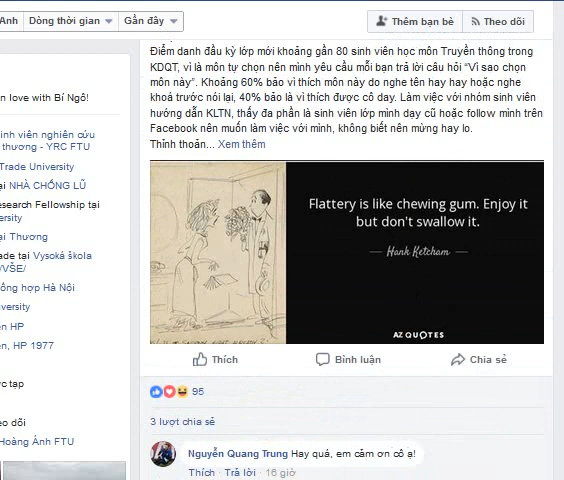 Anh
Dòng thời gian
Gần đây
Thêm bạn bè
Theo dõi
Điểm danh đầu kỳ lớp mới khoảng gần 80 sinh viên học môn Truyền thông trong
KDQT, vì là môn tự chọn nên mình yêu cầu mỗi bạn trả lời câu hỏi "Vì sao chọn
môn này". Khoảng 60% bảo vì thích môn này do nghe tên hay hay hoặc nghe
khoá trước nói lại, 40% bảo là vì thích được cô dạy. Làm việc với nhóm sinh viên
hướng dẫn KLTN, thấy đa phần là sinh viên lớp mình dạy cũ hoặc follow mình trên
Facebook nên muốn làm việc với mình, không biết nên mừng hay lo.
Thỉnh thoản... Xem thêm
n love with Bí Ngô!
inh viên nghiên cứu
thương - YRC FTU
Trade University
ại NHÀ CHỐNG LŨ
esearch Fellowship tại
ersity
ại Thương
ade tại Vysoká škola
/VŠE/
ổng hợp Hà Nội
versity
ên HP
n, HP 1977
ực tạp
eo dõi
Hoàng Ánh FTU
Flattery is like chewing gum. Enjoy it
but don't swallow it.
— Hank Ketcham —
AZ QUOTES
Thích
Bình luận
Chia sẻ
95
3 lượt chia sẻ
Nguyễn Quang Trung Hay quá, em cảm ơn cô ạ!
Thích · Trả lời · 16 giờ